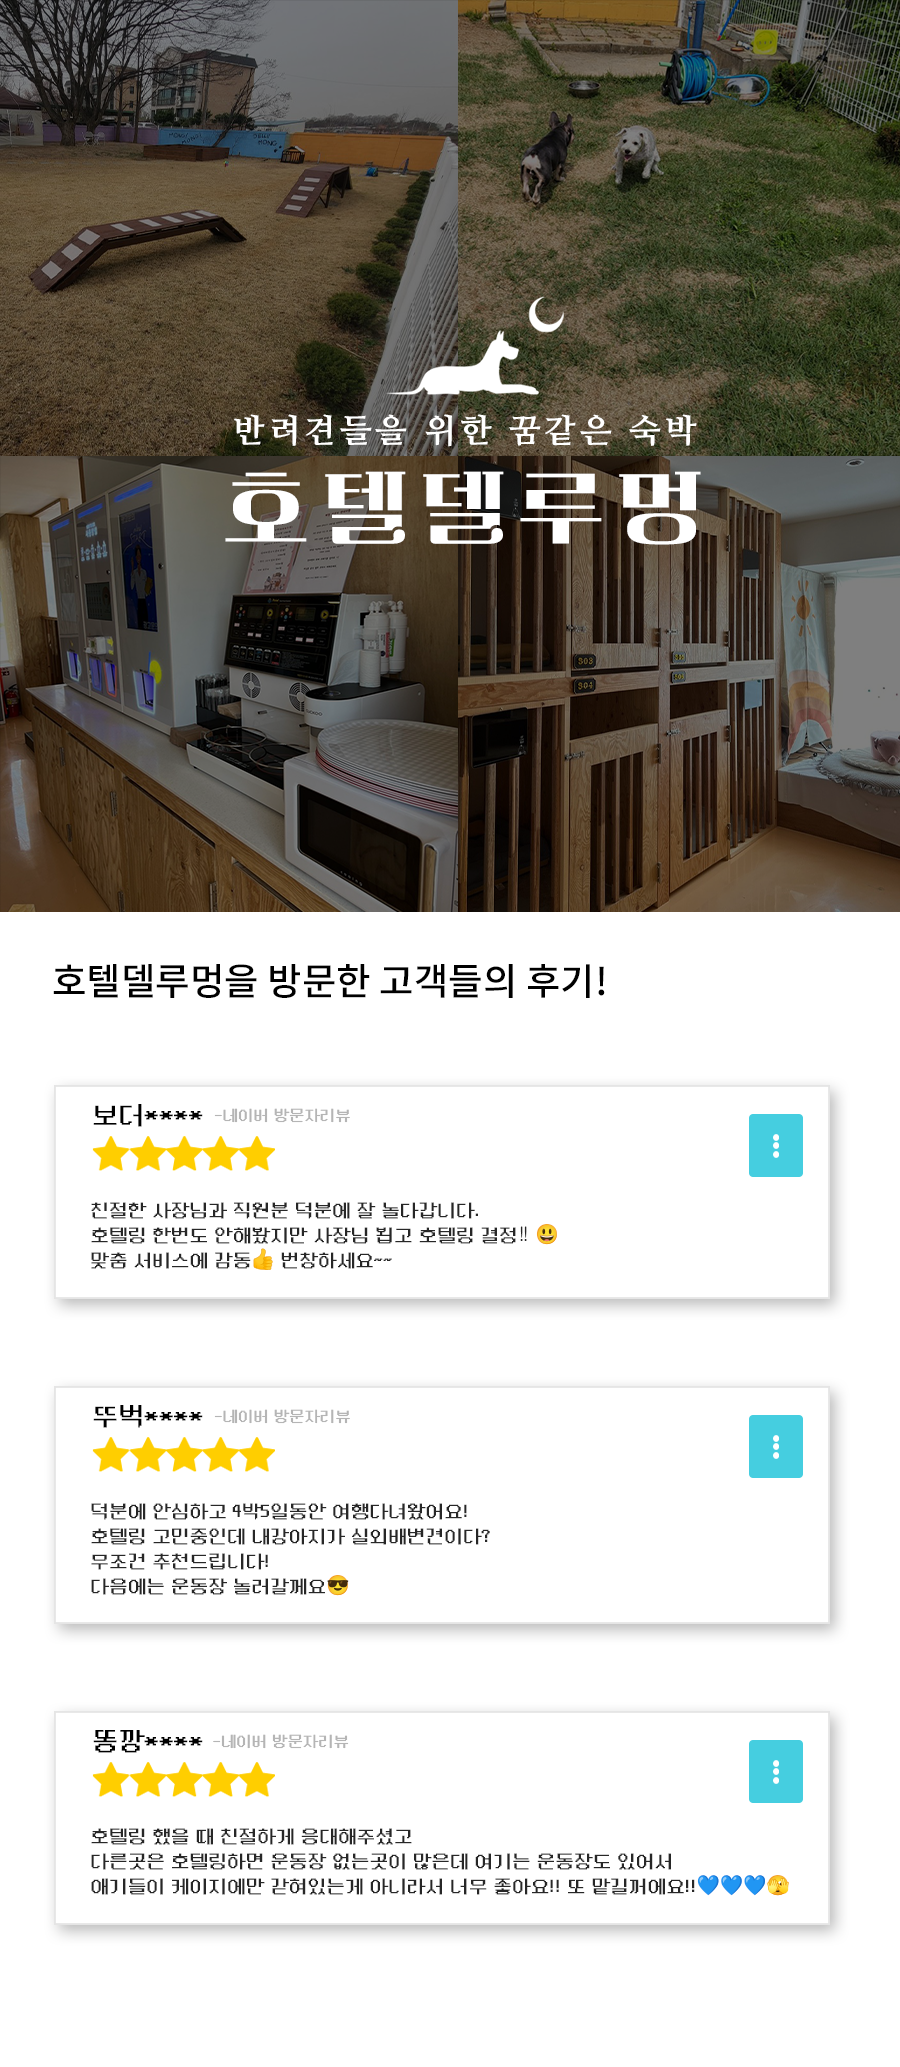 반려견들을 위한 꿈같은 숙박
호텔델루멍
S03
S04
호텔델루멍을 방문한 고객들의 후기!
보더**** -네이버 방문자리뷰
친절한 사장님과 직원분 덕분에 잘 놀다갑니다.
호텔링 한번도 안해봤지만 사장님 뵙고 호텔링 결정!! 😃
맞춤 서비스에 감동👍 번창하세요~~
뚜벅**** -네이버 방문자리뷰
덕분에 안심하고 4박5일동안 여행다녀왔어요!
호텔링 고민중인데 내강아지가 실외배변견이다?
무조건 추천드립니다!
다음에는 운동장 놀러갈께요😎
똥깡**** -네이버 방문자리뷰
호텔링 했을 때 친절하게 응대해주셨고
다른곳은 호텔링하면 운동장 없는곳이 많은데 여기는 운동장도 있어서
애기들이 케이지에만 갇혀있는게 아니라서 너무 좋아요!! 또 맡길꺼에요!!💙💙💙🫣